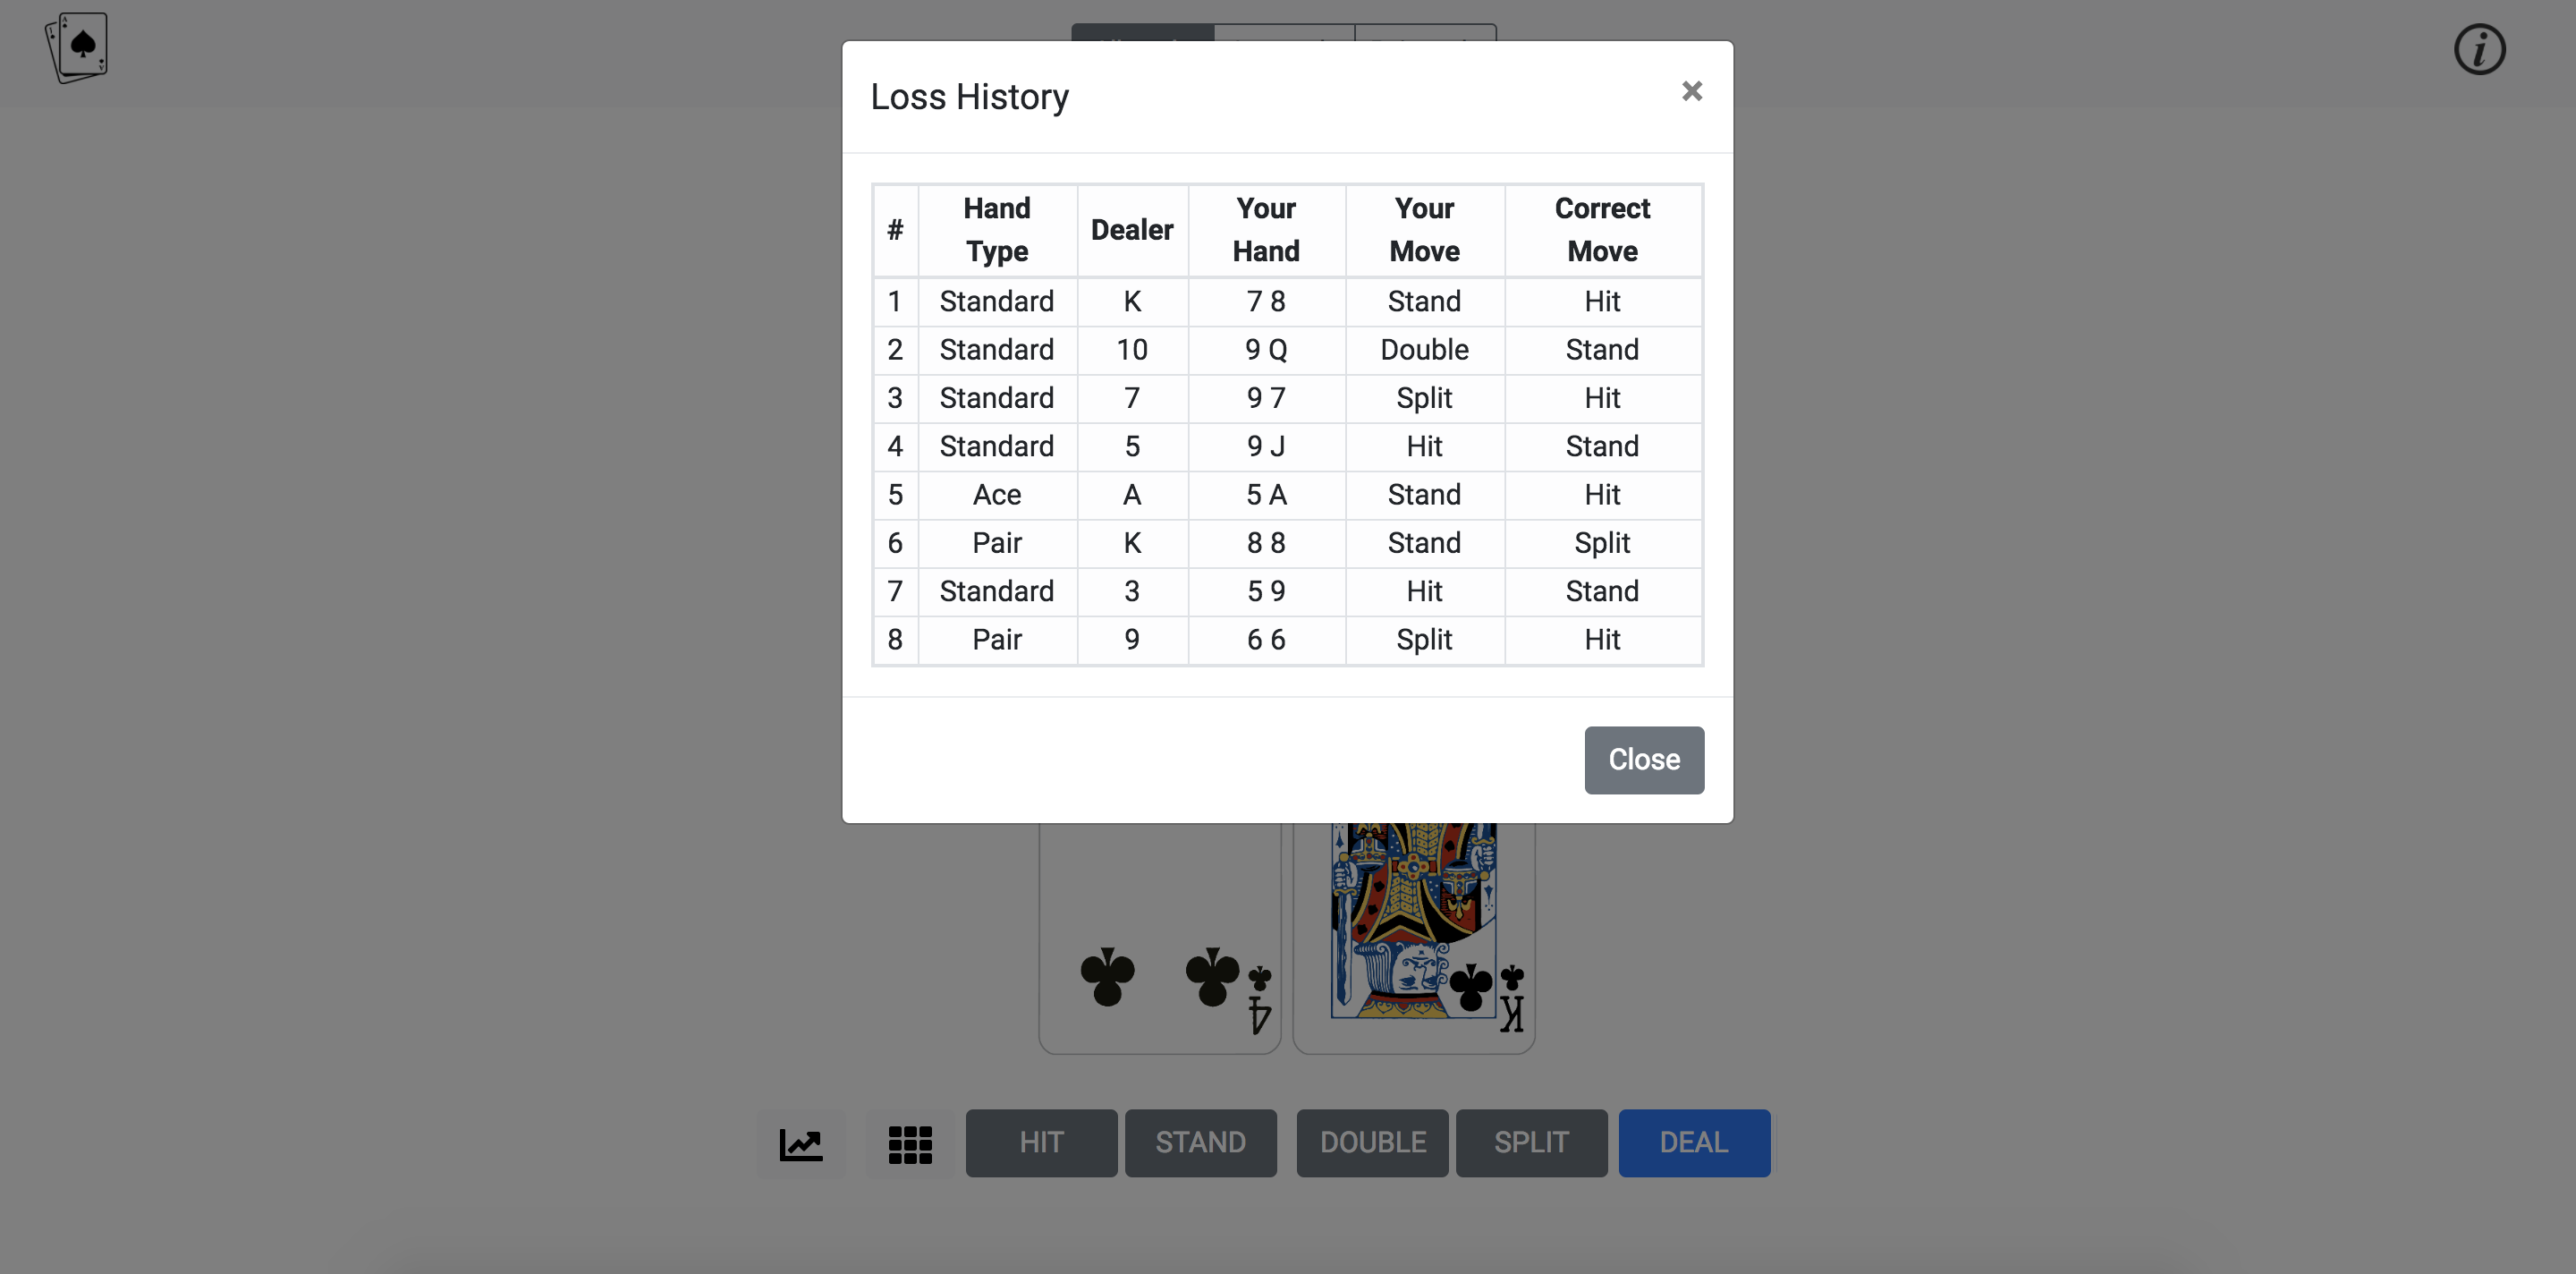 A
A
i
Loss History
×
# Hand Type Dealer Your Hand Your Move Correct Move
1 Standard K 7 8 Stand Hit
2 Standard 10 9 Q Double Stand
3 Standard 7 9 7 Split Hit
4 Standard 5 9 J Hit Stand
5 Ace A 5 A Stand Hit
6 Pair K 8 8 Stand Split
7 Standard 3 5 9 Hit Stand
8 Pair 9 6 6 Split Hit
Close
4
K
HIT STAND DOUBLE SPLIT DEAL